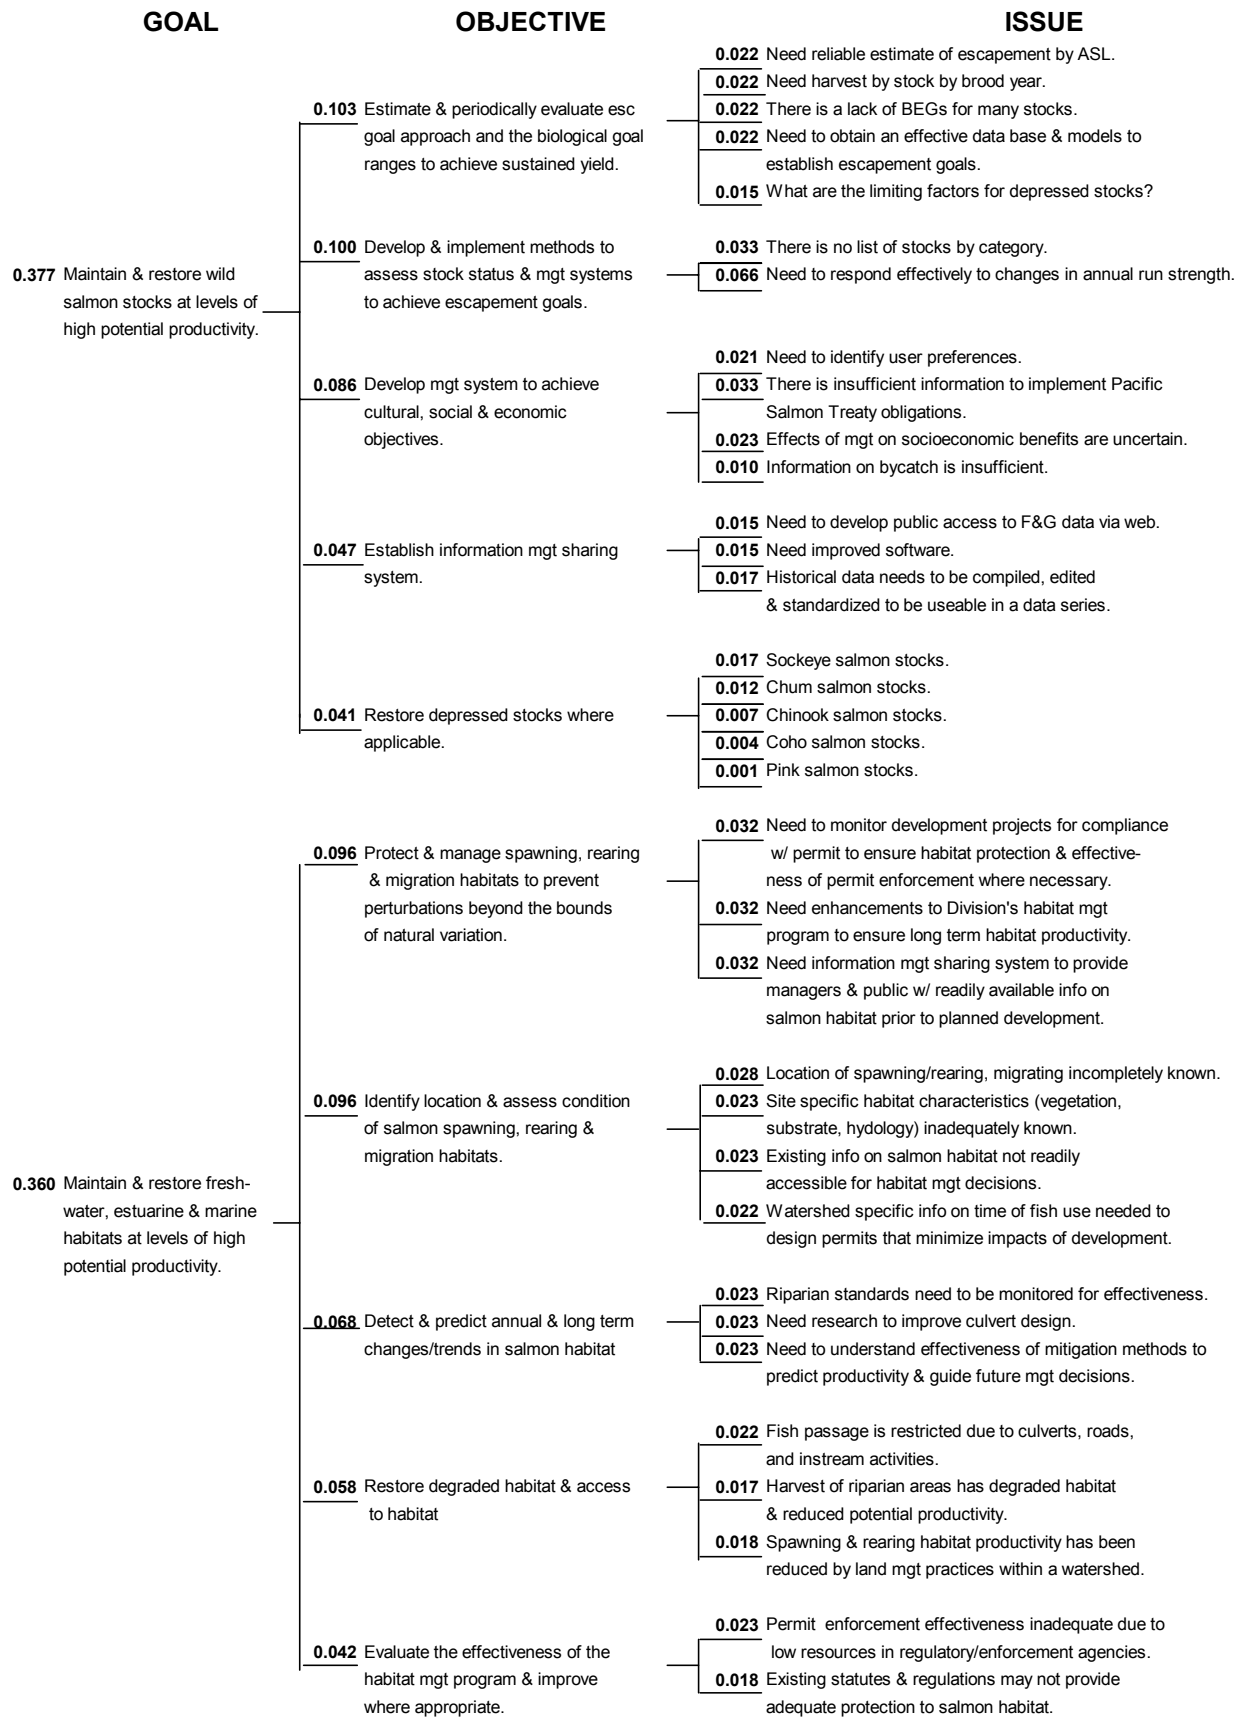 GOAL
OBJECTIVE
ISSUE
0.377 Maintain & restore wild
salmon stocks at levels of
high potential productivity.
0.103 Estimate & periodically evaluate esc
goal approach and the biological goal
ranges to achieve sustained yield.
0.022 Need reliable estimate of escapement by ASL.
0.022 Need harvest by stock by brood year.
0.022 There is a lack of BEGs for many stocks.
0.022 Need to obtain an effective data base & models to
establish escapement goals.
0.015 What are the limiting factors for depressed stocks?
0.100 Develop & implement methods to
assess stock status & mgt systems
to achieve escapement goals.
0.033 There is no list of stocks by category.
0.066 Need to respond effectively to changes in annual run strength.
0.086 Develop mgt system to achieve
cultural, social & economic
objectives.
0.021 Need to identify user preferences.
0.033 There is insufficient information to implement Pacific
Salmon Treaty obligations.
0.023 Effects of mgt on socioeconomic benefits are uncertain.
0.010 Information on bycatch is insufficient.
0.047 Establish information mgt sharing
system.
0.015 Need to develop public access to F&G data via web.
0.015 Need improved software.
0.017 Historical data needs to be compiled, edited
& standardized to be useable in a data series.
0.041 Restore depressed stocks where
applicable.
0.017 Sockeye salmon stocks.
0.012 Chum salmon stocks.
0.007 Chinook salmon stocks.
0.004 Coho salmon stocks.
0.001 Pink salmon stocks.
0.360 Maintain & restore fresh-
water, estuarine & marine
habitats at levels of high
potential productivity.
0.096 Protect & manage spawning, rearing
& migration habitats to prevent
perturbations beyond the bounds
of natural variation.
0.032 Need to monitor development projects for compliance
w/ permit to ensure habitat protection & effective-
ness of permit enforcement where necessary.
0.032 Need enhancements to Division's habitat mgt
program to ensure long term habitat productivity.
0.032 Need information mgt sharing system to provide
managers & public w/ readily available info on
salmon habitat prior to planned development.
0.096 Identify location & assess condition
of salmon spawning, rearing &
migration habitats.
0.028 Location of spawning/rearing, migrating incompletely known.
0.023 Site specific habitat characteristics (vegetation,
substrate, hydology) inadequately known.
0.023 Existing info on salmon habitat not readily
accessible for habitat mgt decisions.
0.022 Watershed specific info on time of fish use needed to
design permits that minimize impacts of development.
0.068 Detect & predict annual & long term
changes/trends in salmon habitat
0.023 Riparian standards need to be monitored for effectiveness.
0.023 Need research to improve culvert design.
0.023 Need to understand effectiveness of mitigation methods to
predict productivity & guide future mgt decisions.
0.058 Restore degraded habitat & access
to habitat
0.022 Fish passage is restricted due to culverts, roads,
and instream activities.
0.017 Harvest of riparian areas has degraded habitat
& reduced potential productivity.
0.018 Spawning & rearing habitat productivity has been
reduced by land mgt practices within a watershed.
0.042 Evaluate the effectiveness of the
habitat mgt program & improve
where appropriate.
0.023 Permit enforcement effectiveness inadequate due to
low resources in regulatory/enforcement agencies.
0.018 Existing statutes & regulations may not provide
adequate protection to salmon habitat.